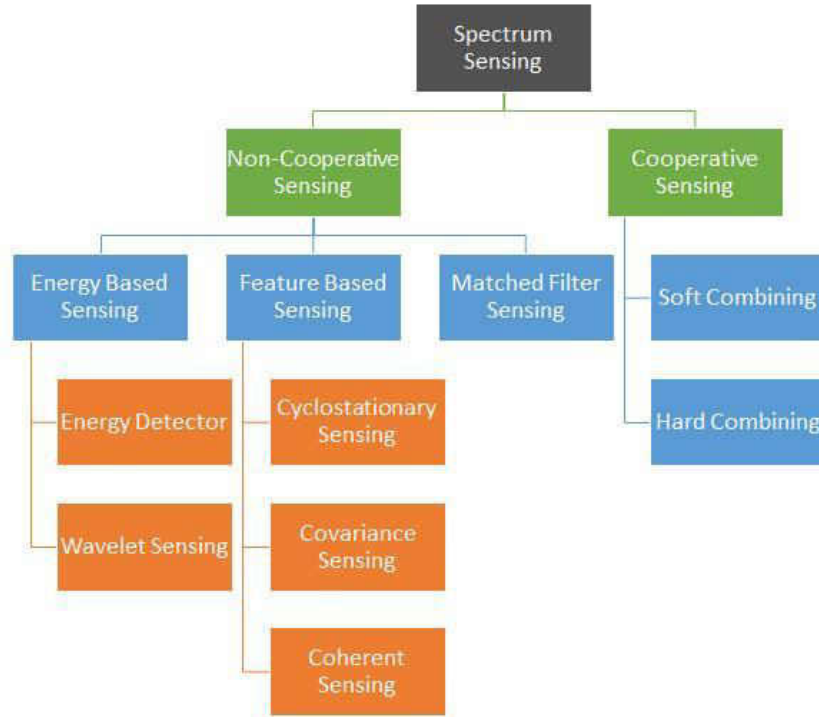 Spectrum
Sensing
Non-Cooperative
Sensing
Cooperative
Sensing
Energy Based
Sensing
Feature Based
Sensing
Matched Filter
Sensing
Soft Combining
Energy Detector
Cyclostationary
Sensing
Hard Combining
Wavelet Sensing
Covariance
Sensing
Coherent
Sensing